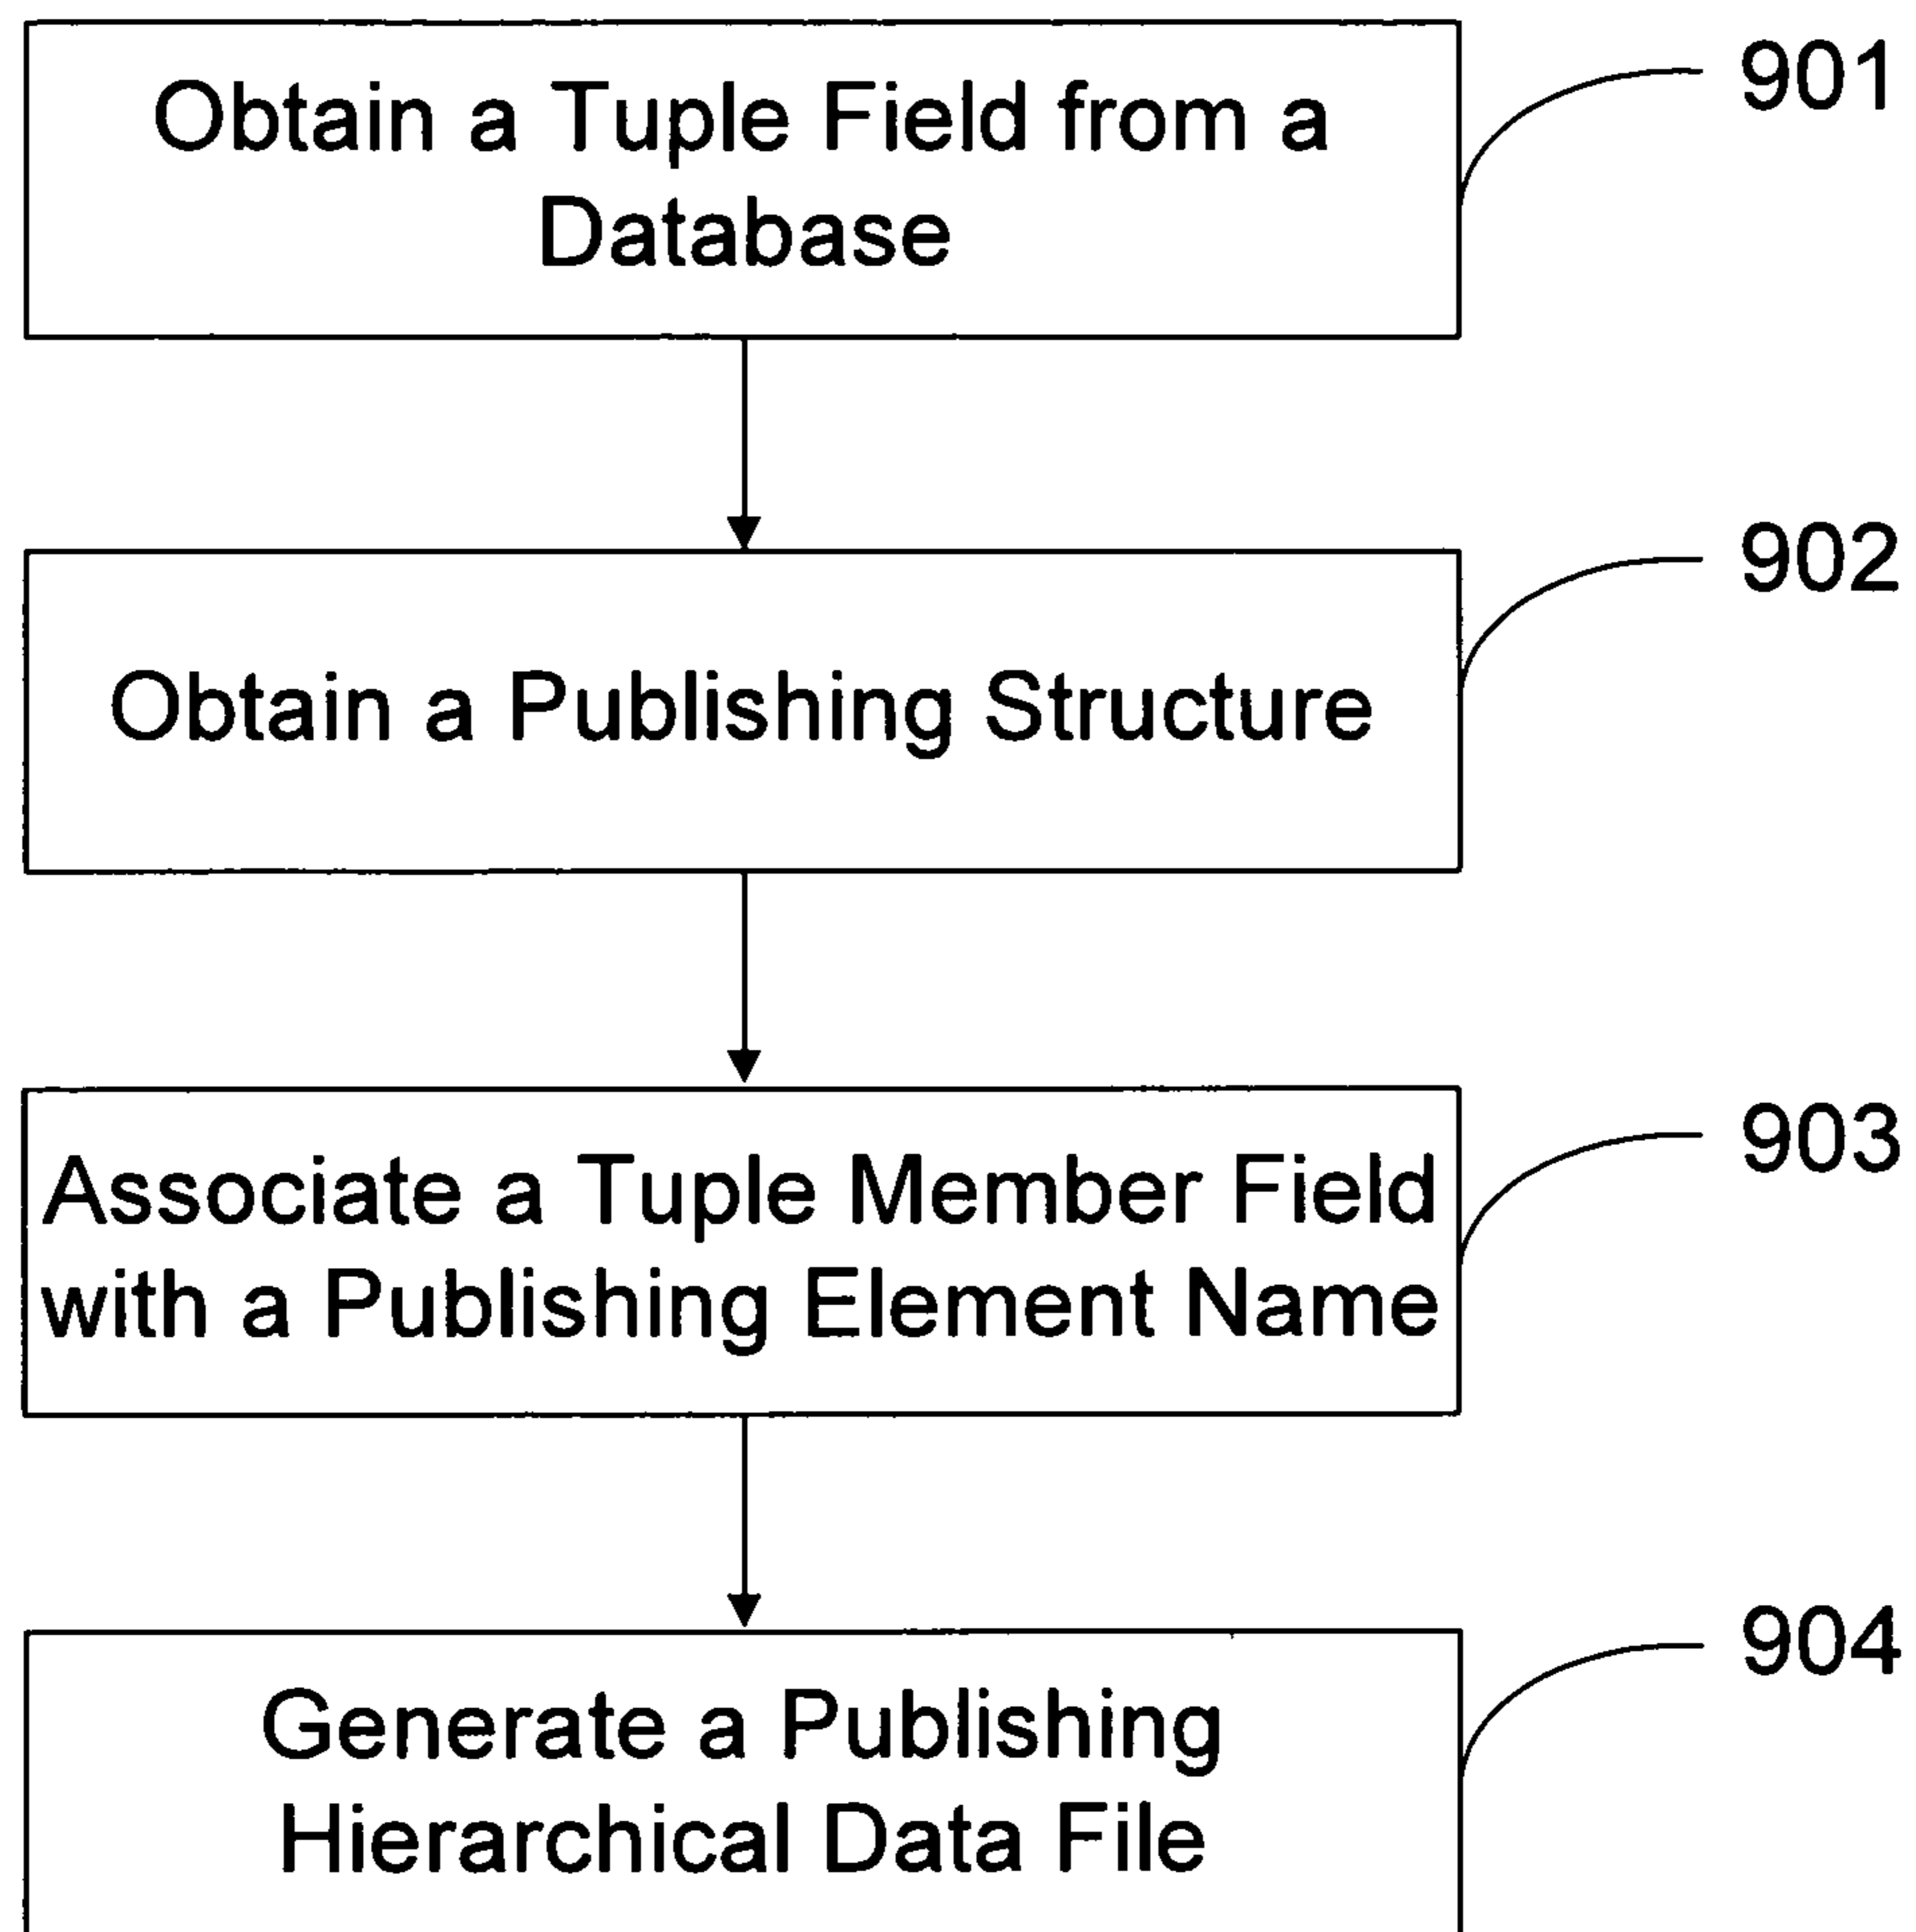 Obtain a Tuple Field from a
Database
901
Obtain a Publishing Structure
902
Associate a Tuple Member Field
with a Publishing Element Name
903
Generate a Publishing
Hierarchical Data File
904